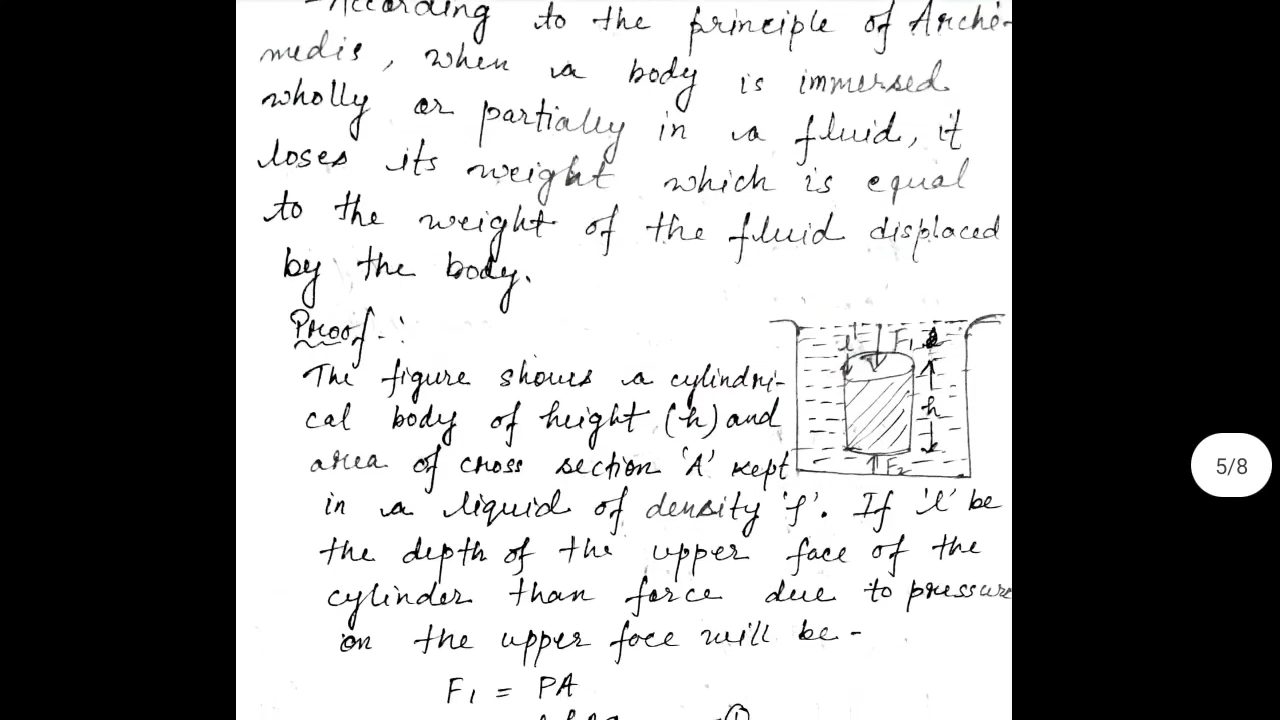 According to the principle of Arche-
medis, when a body is immersed
wholly or partially in a fluid, it
loses its weight which is equal
to the weight of the fluid displaced
by the body.
Proof :
The figure shows a cylindri-
cal body of height (h) and
area of cross section 'A' kept
in a liquid of density 'ρ'. If 'l' be
the depth of the upper face of the
cylinder than force due to pressure
on the upper face will be -
F₁ = PA
l F₁
h
F₂
5/8